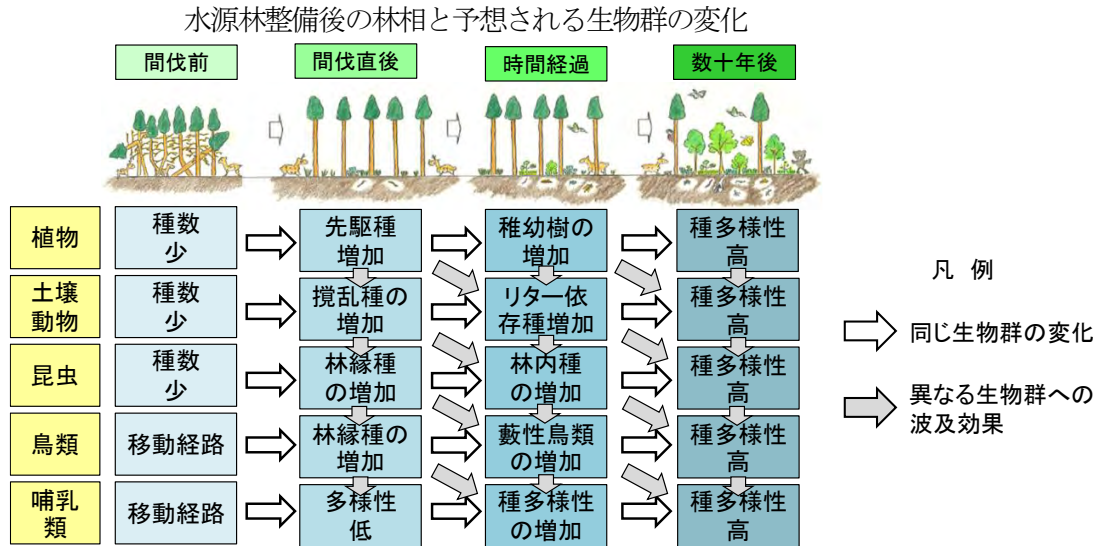 水源林整備後の林相と予想される生物群の変化
間伐前
間伐直後
時間経過
数十年後
植物
種数
少
先駆種
増加
稚幼樹の
増加
種多様性
高
土壌
動物
種数
少
撹乱種の
増加
リター依
存種増加
種多様性
高
昆虫
種数
少
林縁種
の増加
林内種
の増加
種多様性
高
鳥類
移動経路
林縁種の
増加
藪性鳥類
の増加
種多様性
高
哺乳
類
移動経路
多様性
低
種多様性
の増加
種多様性
高
凡 例
同じ生物群の変化
異なる生物群への
波及効果